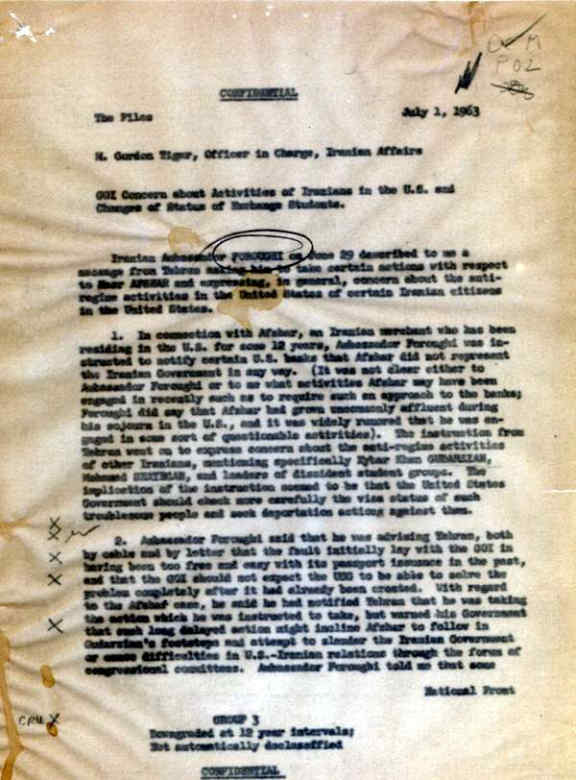 CONFIDENTIAL
The Files
July 1, 1963
M. Gordon Tiger, Officer in Charge, Iranian Affairs
GOI Concern about Activities of Iranians in the U.S. and
Changes of Status of Exchange Students.
Iranian Ambassador FOROUGHI on June 29 described to me a
message from Tehran asking him to take certain actions with respect
to Nasr AFSHAR and expressing, in general, concern about the anti-
regime activities in the United States of certain Iranian citizens
in the United States.
1. In connection with Afshar, an Iranian merchant who has been
residing in the U.S. for some 12 years, Ambassador Foroughi was in-
structed to notify certain U.S. banks that Afshar did not represent
the Iranian Government in any way. (It was not clear either to
Ambassador Foroughi or to us what activities Afshar may have been
engaged in recently such as to require such an approach to the banks;
Foroughi did say that Afshar had grown uncommonly affluent during
his sojourn in the U.S., and it was widely rumored that he was en-
gaged in some sort of questionable activities). The instruction from
Tehran went on to express concern about the anti-regime activities
of other Iranians, mentioning specifically Khan GUDARZIAN,
and leaders of dissident student groups. The
implication of the instruction seemed to be that the United States
Government should check more carefully the visa status of such
troublesome people and seek deportation actions against them.
2. Ambassador Foroughi said that he was advising Tehran, both
by cable and by letter that the fault initially lay with the GOI in
having been too free and easy with its passport issuance in the past,
and that the GOI should not expect the USG to be able to solve the
problem completely after it had already been created. With regard
to the Afshar case, he said he had notified Tehran that he was taking
the action which he was instructed to take, but warned his Government
that such long delayed action might incline Afshar to follow in
Gudarzian's footsteps and attempt to slander the Iranian Government
or cause difficulties in U.S.-Iranian relations through the forum of
congressional committees. Ambassador Foroughi told me that some
National Front
GROUP 3
Downgraded at 12 year intervals;
Not automatically declassified
CONFIDENTIAL